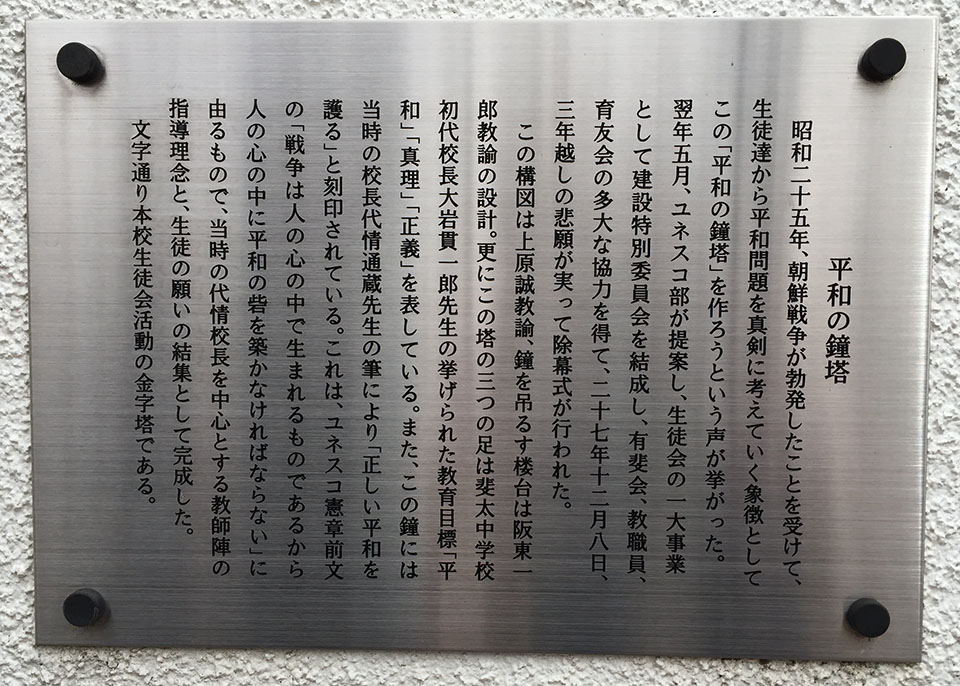 平和の鐘塔
昭和二十五年、朝鮮戦争が勃発したことを受けて、
生徒達から平和問題を真剣に考えていく象徴として
この「平和の鐘塔」を作ろうという声が挙がった。
翌年五月、ユネスコ部が提案し、生徒会の一大事業
として建設特別委員会を結成し、有斐会、教職員、
育友会の多大な協力を得て、二十七年十二月八日、
三年越しの悲願が実って除幕式が行われた。
この構図は上原誠教諭、鐘を吊るす楼台は阪東一
郎教諭の設計。更にこの塔の三つの足は斐太中学校
初代校長大岩貫一郎先生の挙げられた教育目標「平
和」「真理」「正義」を表している。また、この鐘には
当時の校長代情通蔵先生の筆により「正しい平和を
護る」と刻印されている。これは、ユネスコ憲章前文
の「戦争は人の心の中で生まれるものであるから
人の心の中に平和の砦を築かなければならない」に
由るもので、当時の代情校長を中心とする教師陣の
指導理念と、生徒の願いの結集として完成した。
文字通り本校生徒会活動の金字塔である。